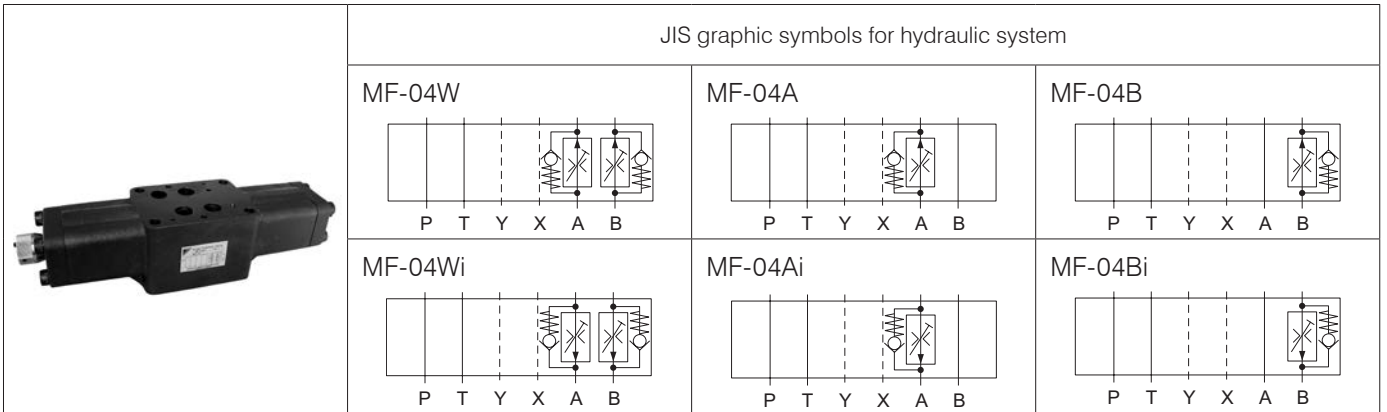 JIS graphic symbols for hydraulic system
MF-04W
P T Y X A B
MF-04A
P T Y X A B
MF-04B
P T Y X A B
MF-04Wi
P T Y X A B
MF-04Ai
P T Y X A B
MF-04Bi
P T Y X A B